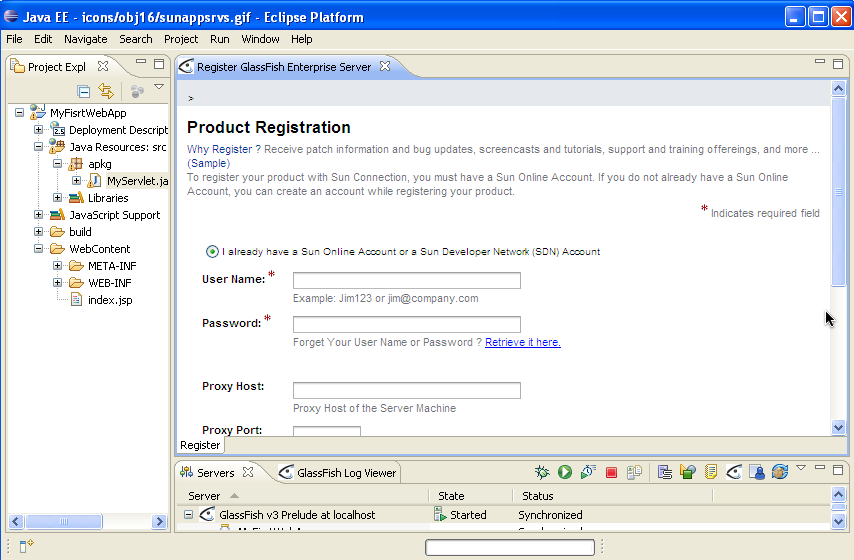 Java EE - icons/obj16/sunappsrvs.gif - Eclipse Platform
File Edit Navigate Search Project Run Window Help
Project Expl
Register GlassFish Enterprise Server
>
MyFisrtWebApp
Deployment Descript
Java Resources: src
apkg
MyServlet.ja
Libraries
JavaScript Support
build
WebContent
META-INF
WEB-INF
index.jsp
Product Registration
Why Register ? Receive patch information and bug updates, screencasts and tutorials, support and training offereings, and more ...
(Sample)
To register your product with Sun Connection, you must have a Sun Online Account. If you do not already have a Sun Online
Account, you can create an account while registering your product.
* Indicates required field
I already have a Sun Online Account or a Sun Developer Network (SDN) Account
User Name: *
Example: Jim123 or jim@company.com
Password: *
Forget Your User Name or Password ? Retrieve it here.
Proxy Host:
Proxy Host of the Server Machine
Proxy Port:
Register
Servers
GlassFish Log Viewer
Server State Status
GlassFish v3 Prelude at localhost Started Synchronized